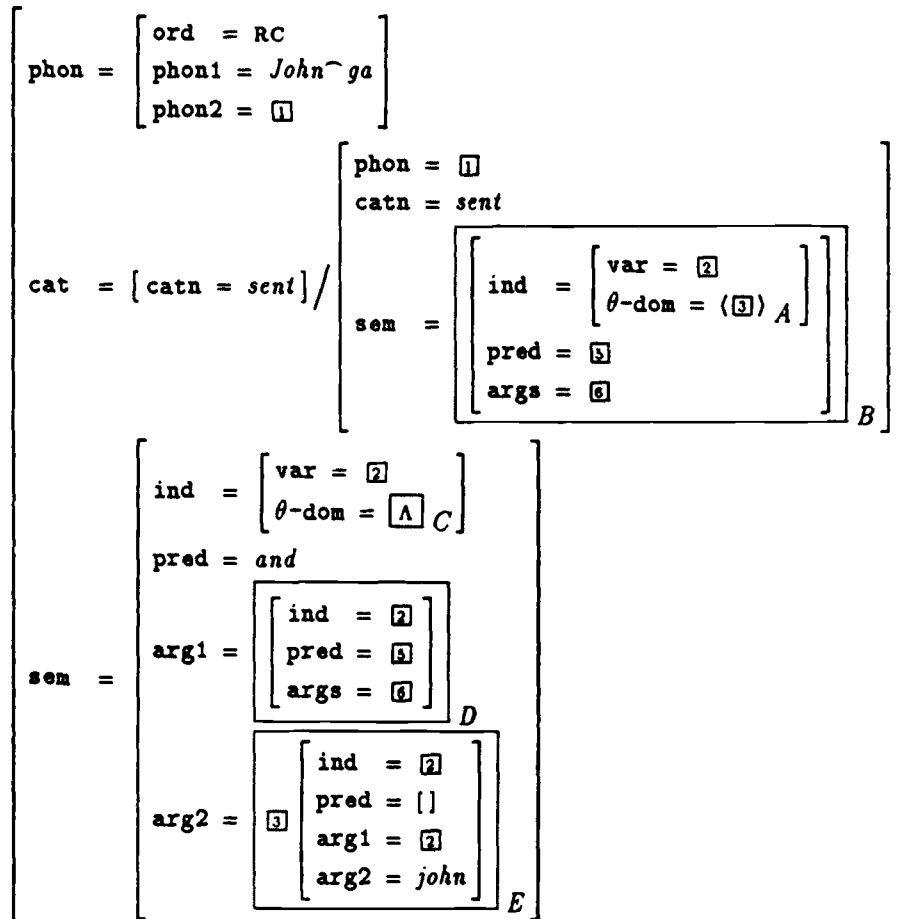 ord = RC
phon = phon1 = John⌢ga
phon2 = 1
phon = 1
catn = sent
cat = [catn = sent] /
ind = var = 2
θ-dom = ⟨3⟩ A
sem =
pred = 5
args = 6
B
ind = var = 2
θ-dom = Λ C
pred = and
ind = 2
arg1 = pred = 5
sem =
args = 6
D
ind = 2
pred = []
arg2 = 3
arg1 = 2
arg2 = john
E